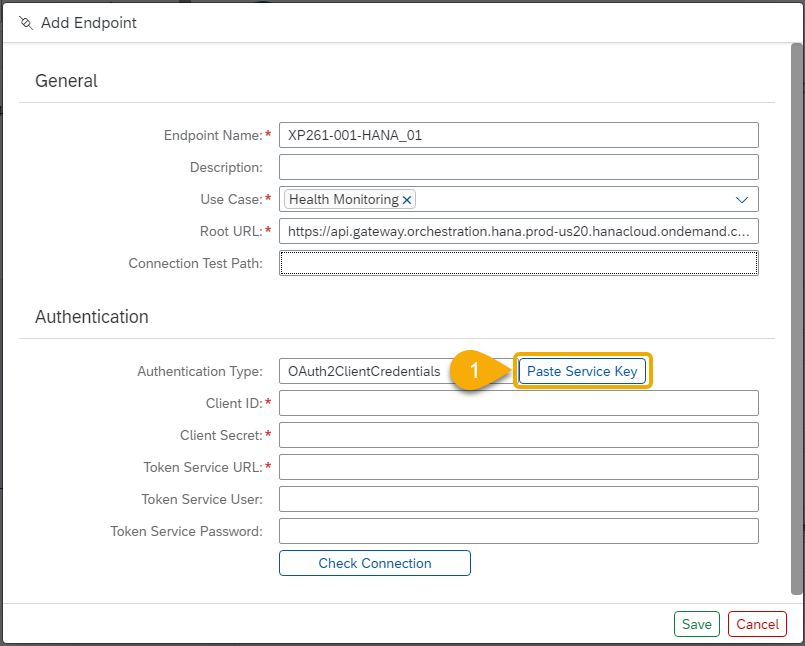 Add Endpoint
General
Endpoint Name:* XP261-001-HANA_01
Description:
Use Case:* Health Monitoring ×
Root URL:* https://api.gateway.orchestration.hana.prod-us20.hanacloud.ondemand.c...
Connection Test Path:
Authentication
Authentication Type: OAuth2ClientCredentials 1 Paste Service Key
Client ID:*
Client Secret:*
Token Service URL:*
Token Service User:
Token Service Password:
Check Connection
Save Cancel